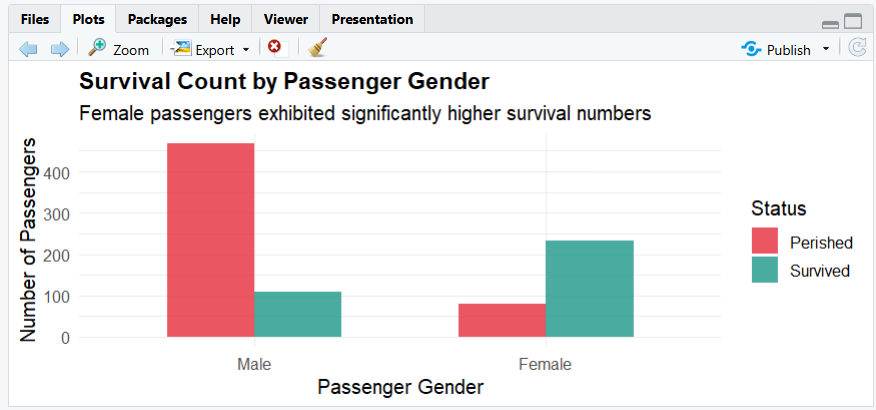 Files Plots Packages Help Viewer Presentation
Zoom Export Publish
Survival Count by Passenger Gender
Female passengers exhibited significantly higher survival numbers
Number of Passengers
400
300
200
100
0
Male Female
Passenger Gender
Status
Perished
Survived